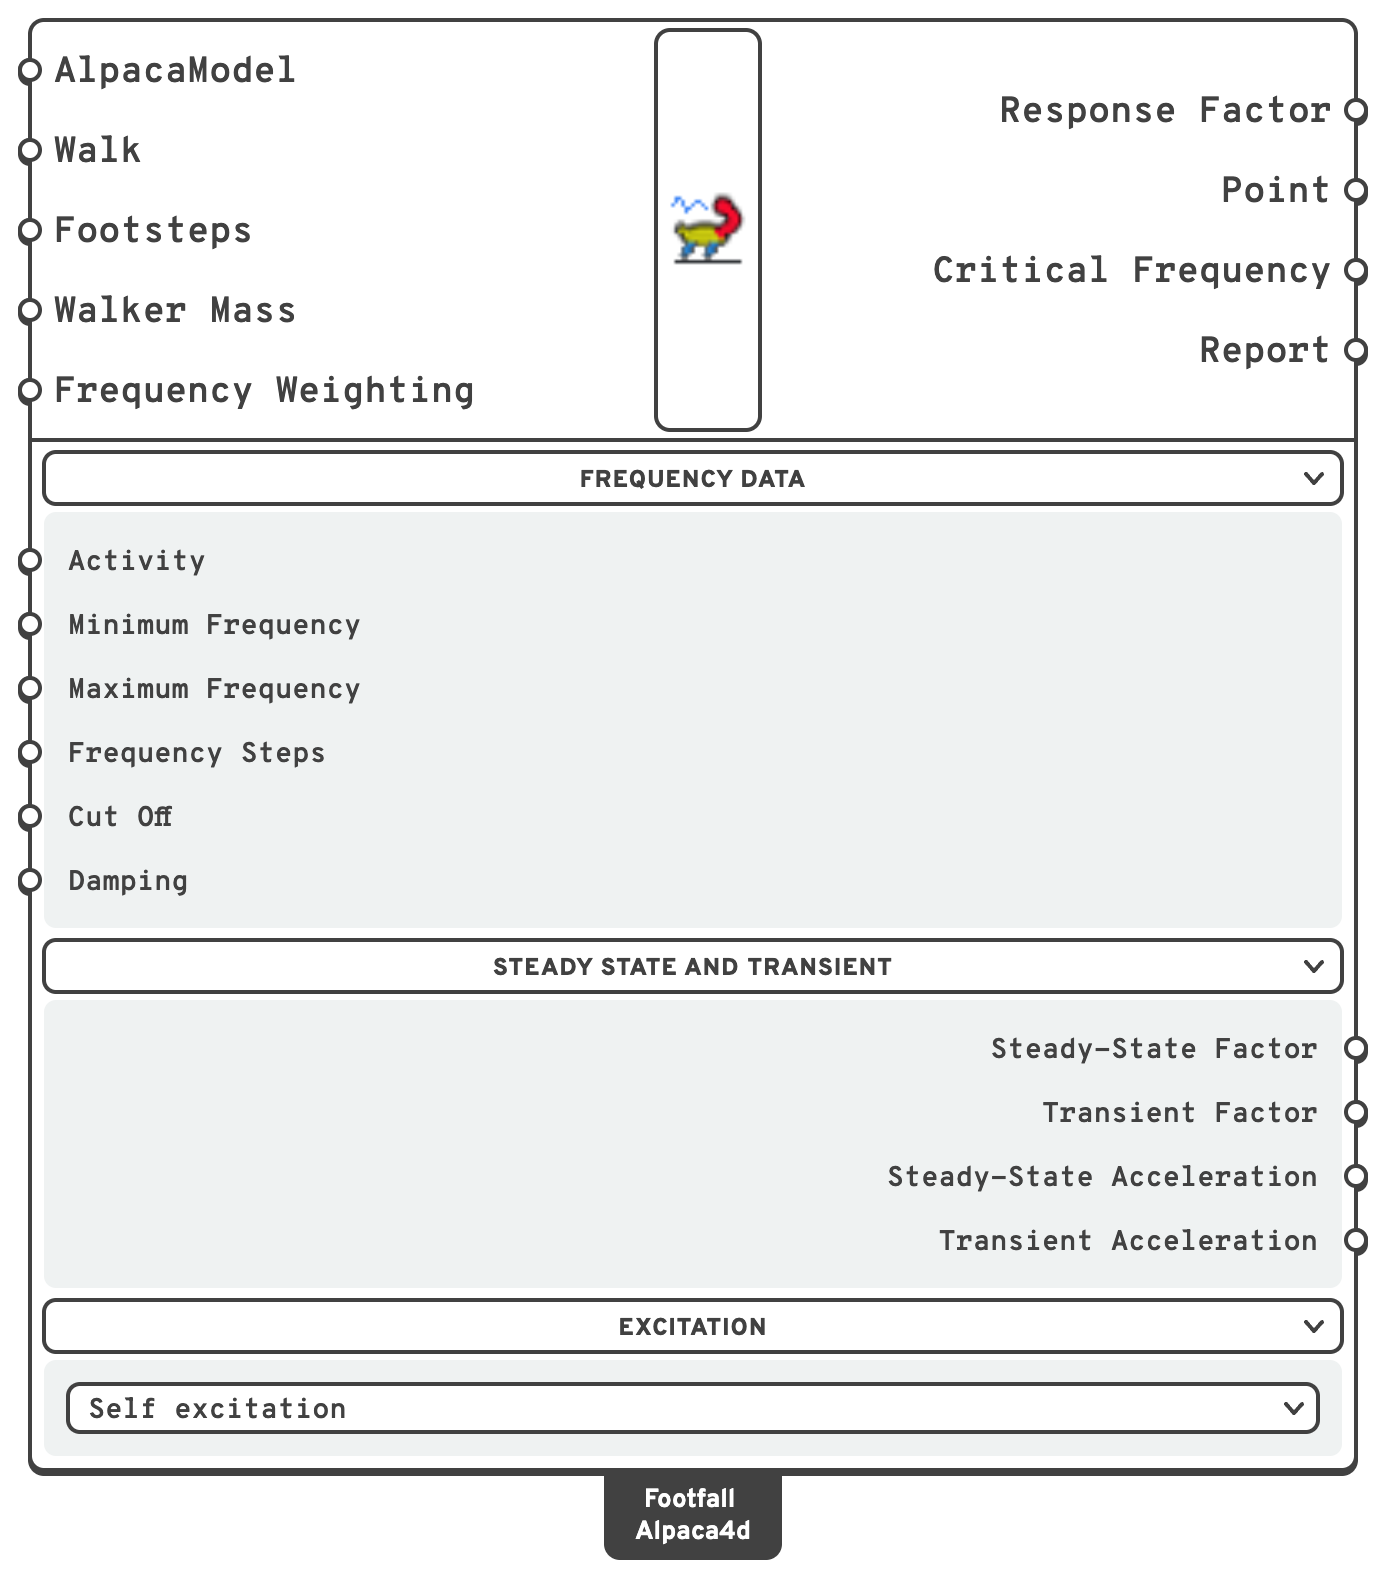 AlpacaModel
Walk
Footsteps
Walker Mass
Frequency Weighting
Response Factor
Point
Critical Frequency
Report
FREQUENCY DATA
Activity
Minimum Frequency
Maximum Frequency
Frequency Steps
Cut Off
Damping
STEADY STATE AND TRANSIENT
Steady-State Factor
Transient Factor
Steady-State Acceleration
Transient Acceleration
EXCITATION
Self excitation
Footfall
Alpaca4d